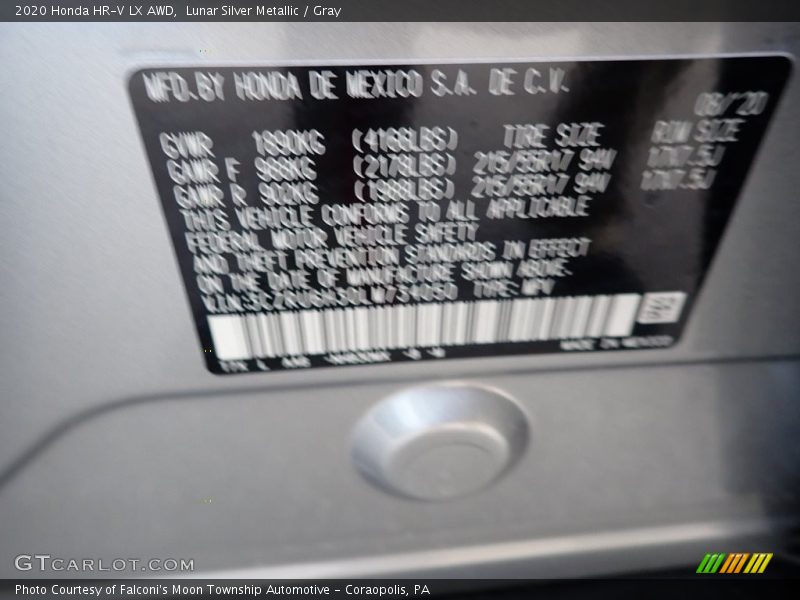 2020 Honda HR-V LX AWD,  Lunar Silver Metallic / Gray
MFD.BY HONDA DE MEXICO S.A. DE C.V.
08/'20
GVWR 1890KG (4168LBS) TIRE SIZE RIM SIZE
GAWR F 988KG (2178LBS) 215/55R17 94V 17X7.5J
GAWR R 902KG (1988LBS) 215/55R17 94V 17X7.5J
THIS VEHICLE CONFORMS TO ALL APPLICABLE
FEDERAL MOTOR VEHICLE SAFETY
AND THEFT PREVENTION STANDARDS IN EFFECT
ON THE DATE OF MANUFACTURE SHOWN ABOVE.
V.I.N: TYPE: MPV
MADE IN MEXICO
GTCARLOT.COM
Photo Courtesy of Falconi's Moon Township Automotive - Coraopolis, PA